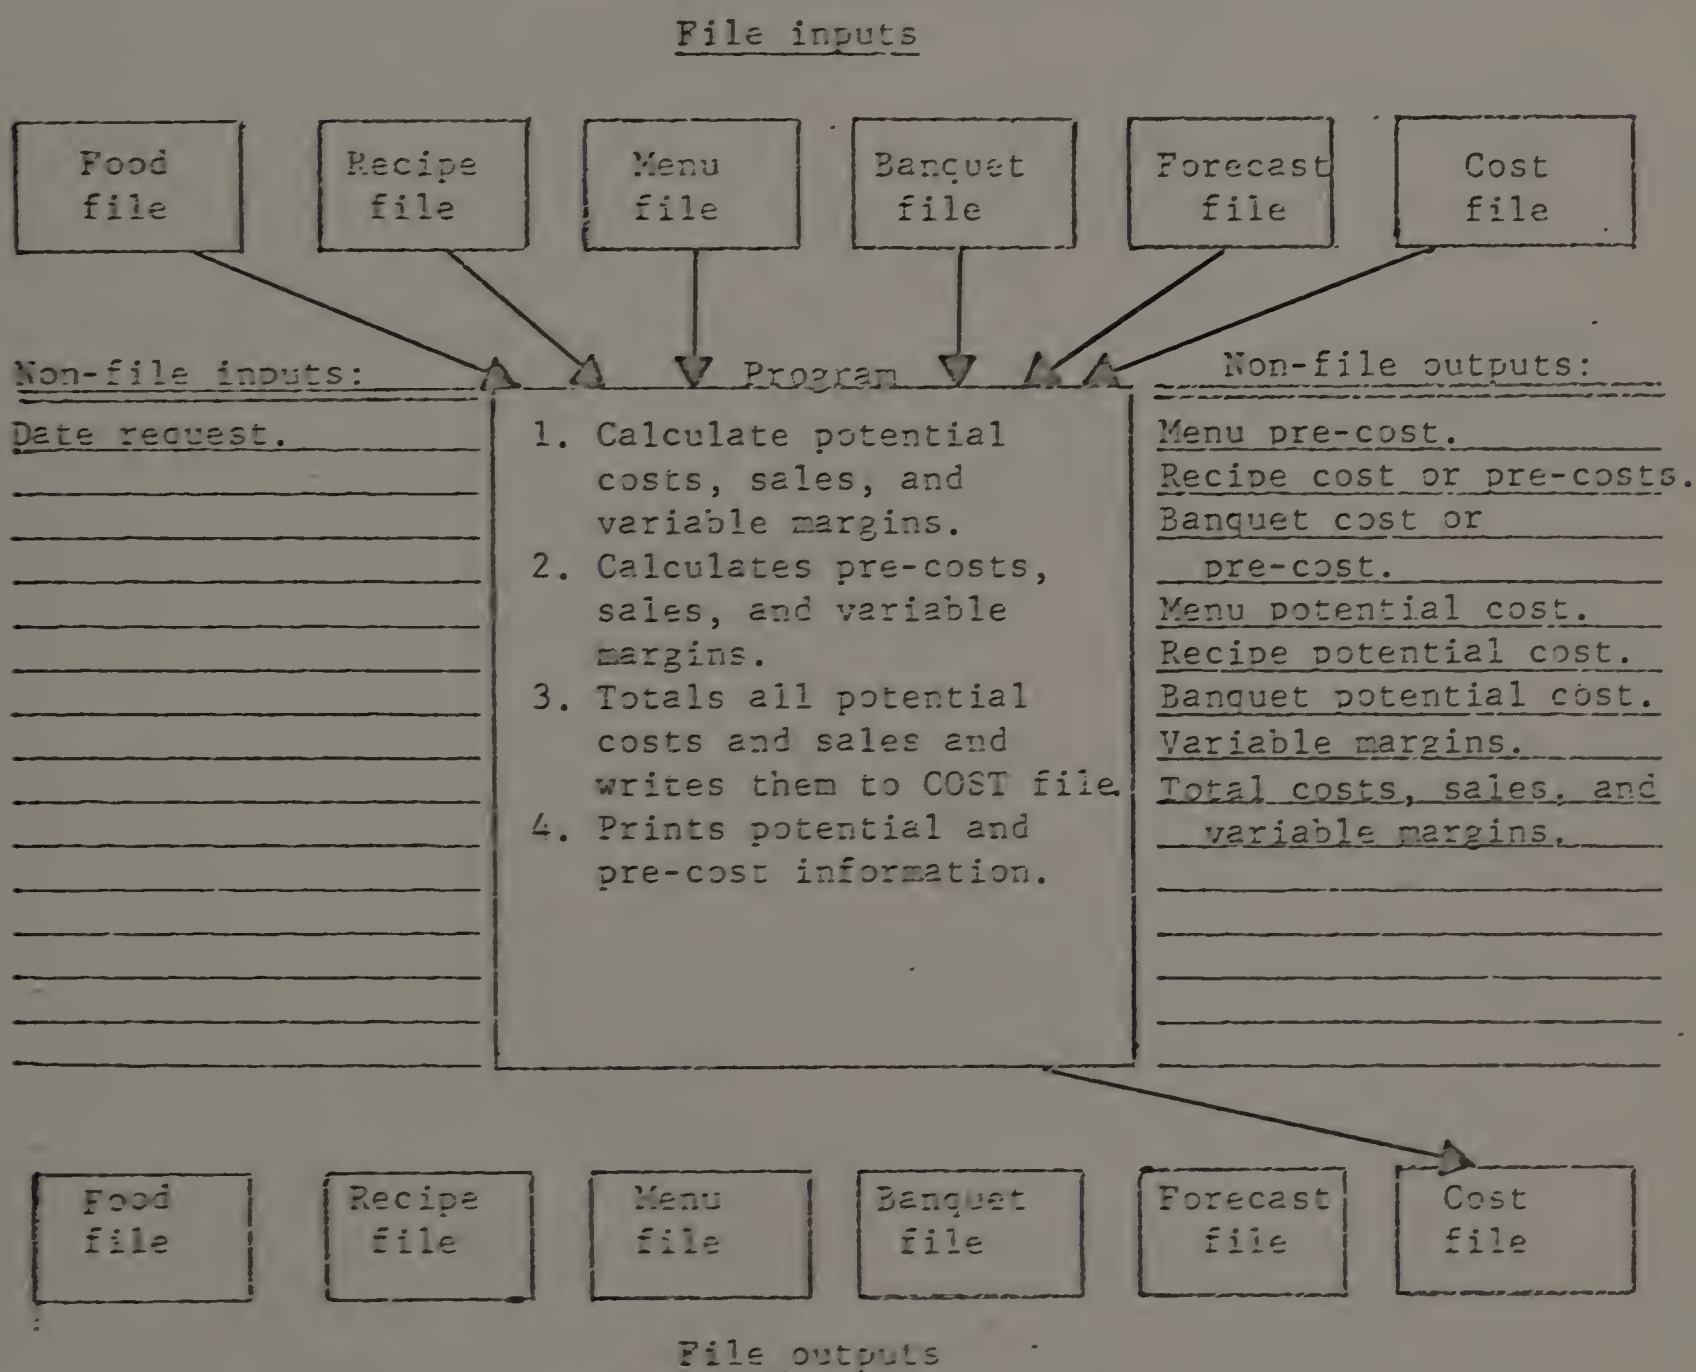 File inputs
Food file
Recipe file
Menu file
Banquet file
Forecast file
Cost file
Non-file inputs:
Date request.
Program
1. Calculate potential
costs, sales, and
variable margins.
2. Calculates pre-costs,
sales, and variable
margins.
3. Totals all potential
costs and sales and
writes them to COST file.
4. Prints potential and
pre-cost information.
Non-file outputs:
Menu pre-cost.
Recipe cost or pre-costs.
Banquet cost or
pre-cost.
Menu potential cost.
Recipe potential cost.
Banquet potential cost.
Variable margins.
Total costs, sales, and
variable margins.
Food file
Recipe file
Menu file
Banquet file
Forecast file
Cost file
File outputs